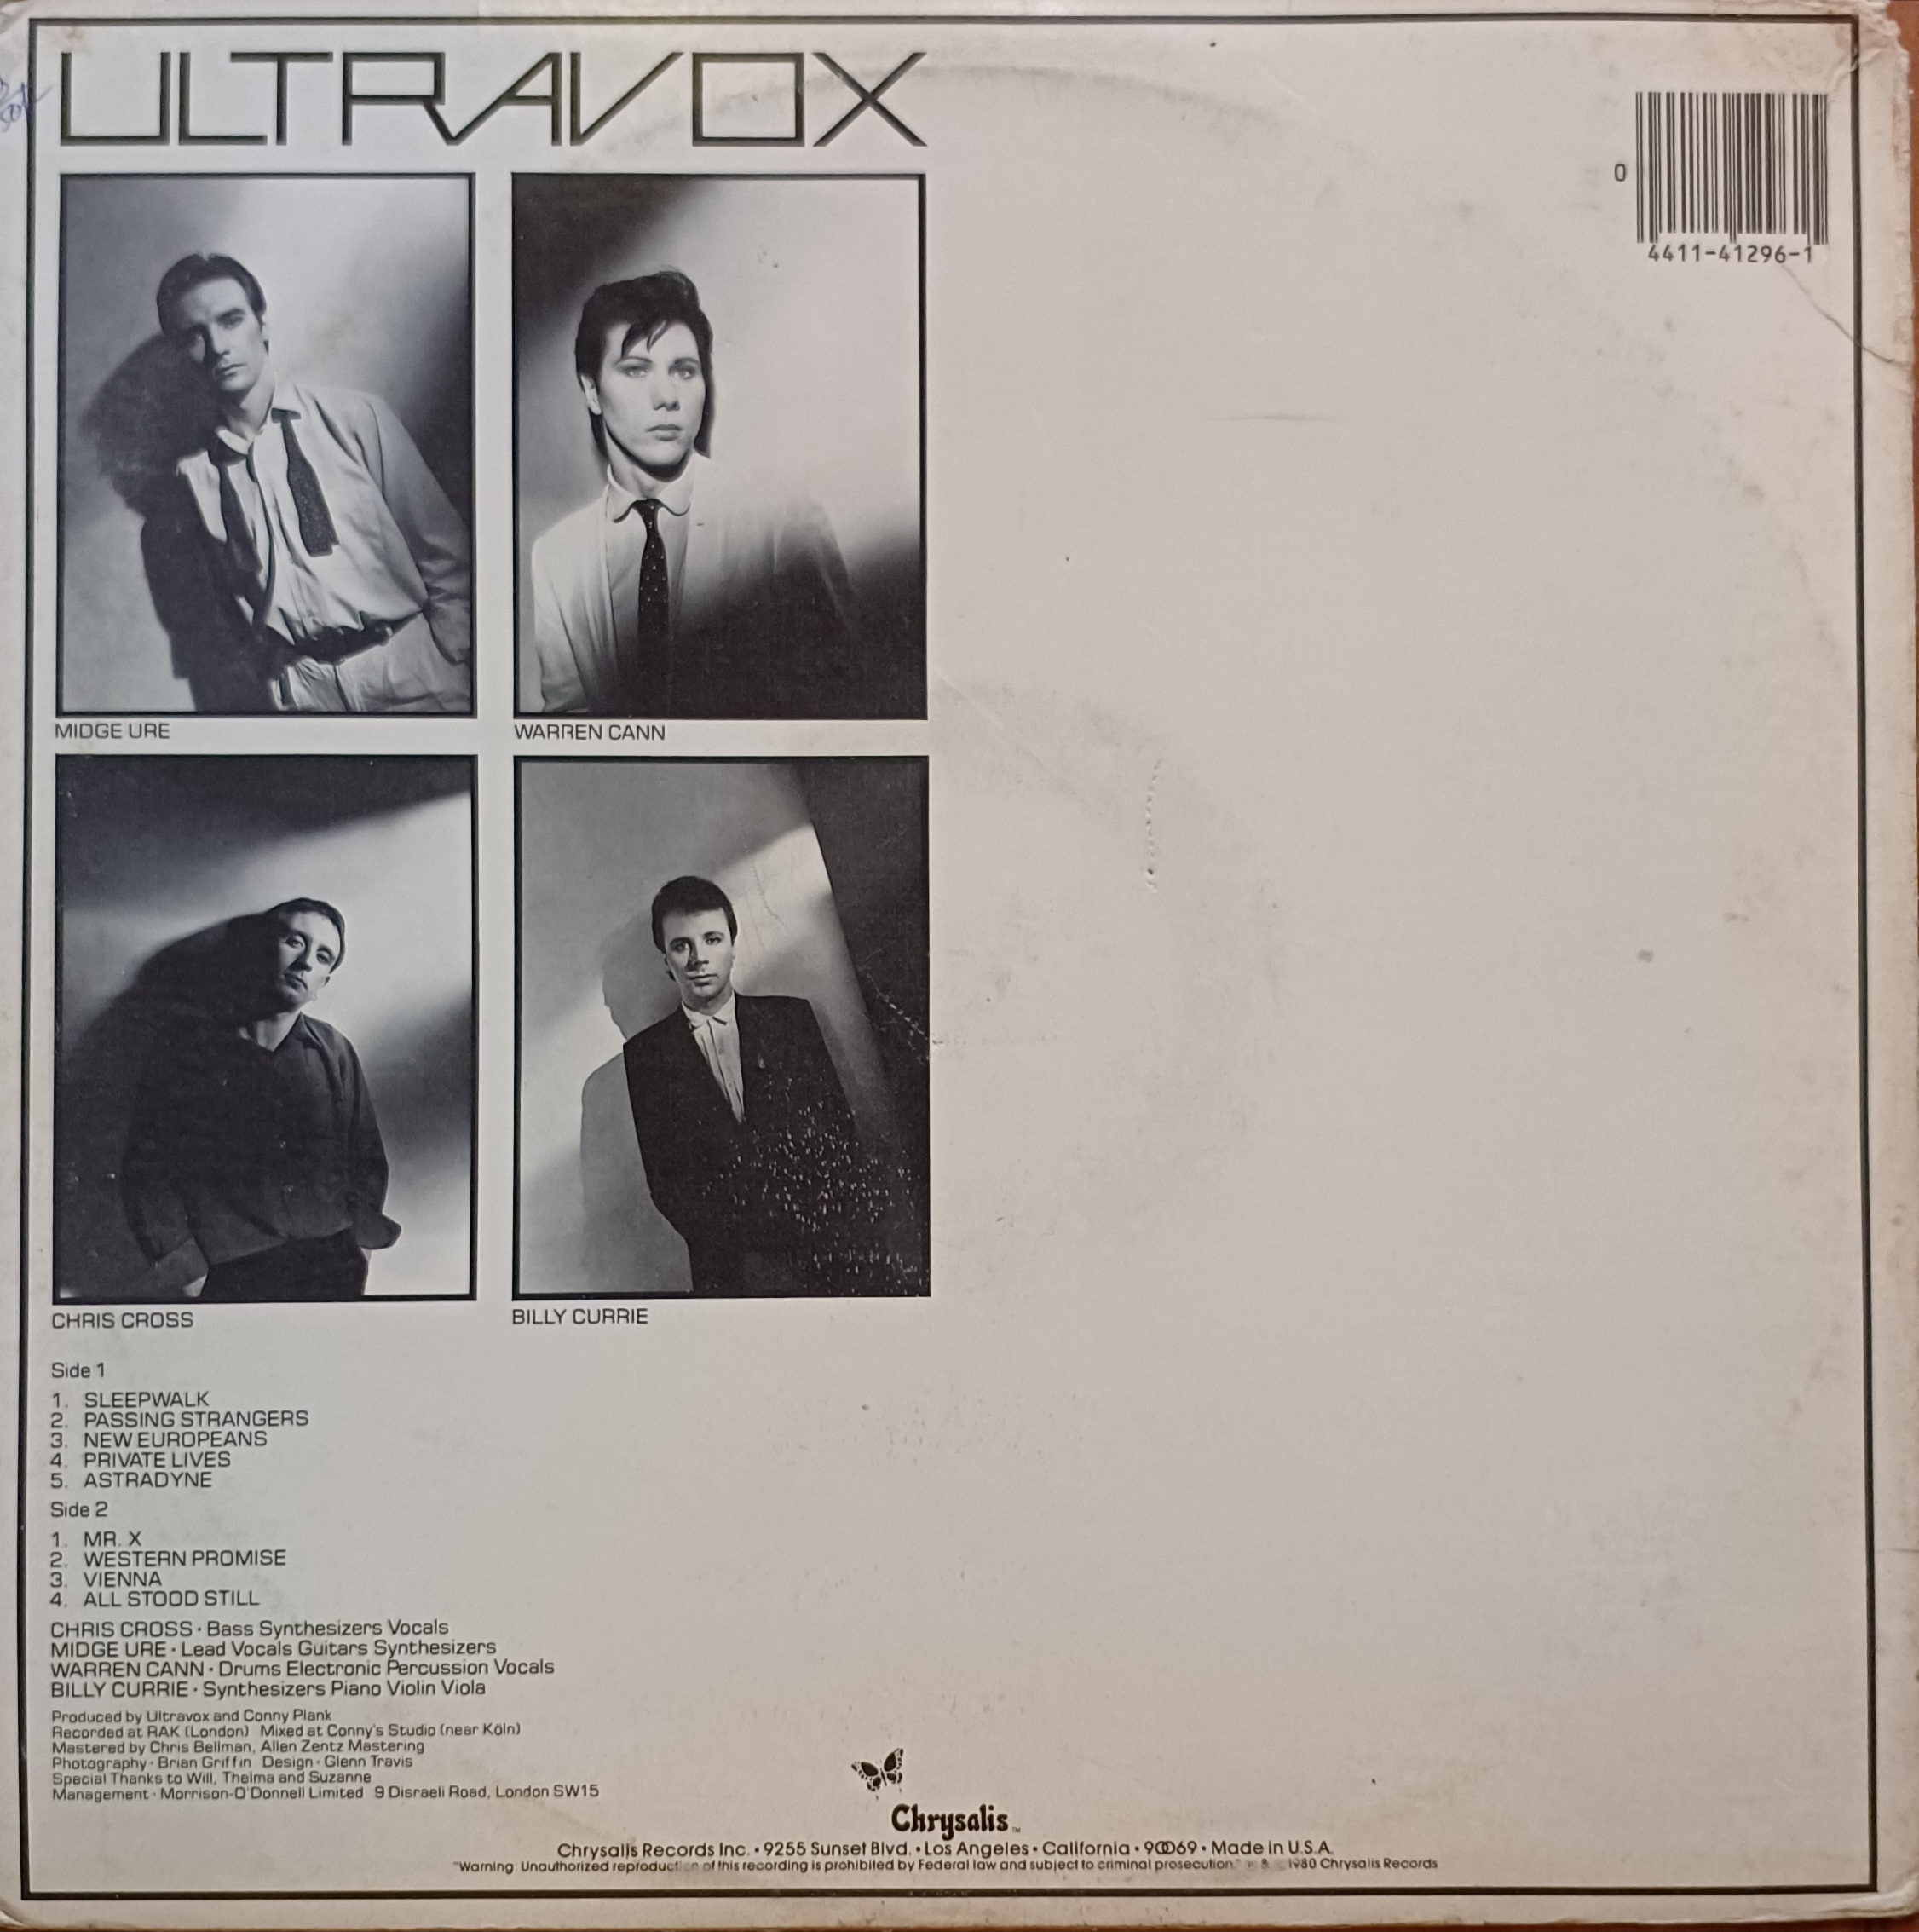 ULTRAVOX
0
4411-41296-1
MIDGE URE
WARREN CANN
CHRIS CROSS
BILLY CURRIE
Side 1
1. SLEEPWALK
2. PASSING STRANGERS
3. NEW EUROPEANS
4. PRIVATE LIVES
5. ASTRADYNE
Side 2
1. MR. X
2. WESTERN PROMISE
3. VIENNA
4. ALL STOOD STILL
CHRIS CROSS · Bass Synthesizers Vocals
MIDGE URE · Lead Vocals Guitars Synthesizers
WARREN CANN · Drums Electronic Percussion Vocals
BILLY CURRIE · Synthesizers Piano Violin Viola
Produced by Ultravox and Conny Plank
Recorded at RAK (London) Mixed at Conny's Studio (near Köln)
Mastered by Chris Bellman, Allen Zentz Mastering
Photography · Brian Griffin Design · Glenn Travis
Special Thanks to Will, Thelma and Suzanne
Management · Morrison-O'Donnell Limited 9 Disraeli Road, London SW15
Chrysalis TM
Chrysalis Records Inc. • 9255 Sunset Blvd. • Los Angeles • California • 90069 • Made in U.S.A.
"Warning: Unauthorized reproduction of this recording is prohibited by Federal law and subject to criminal prosecution." & 1980 Chrysalis Records